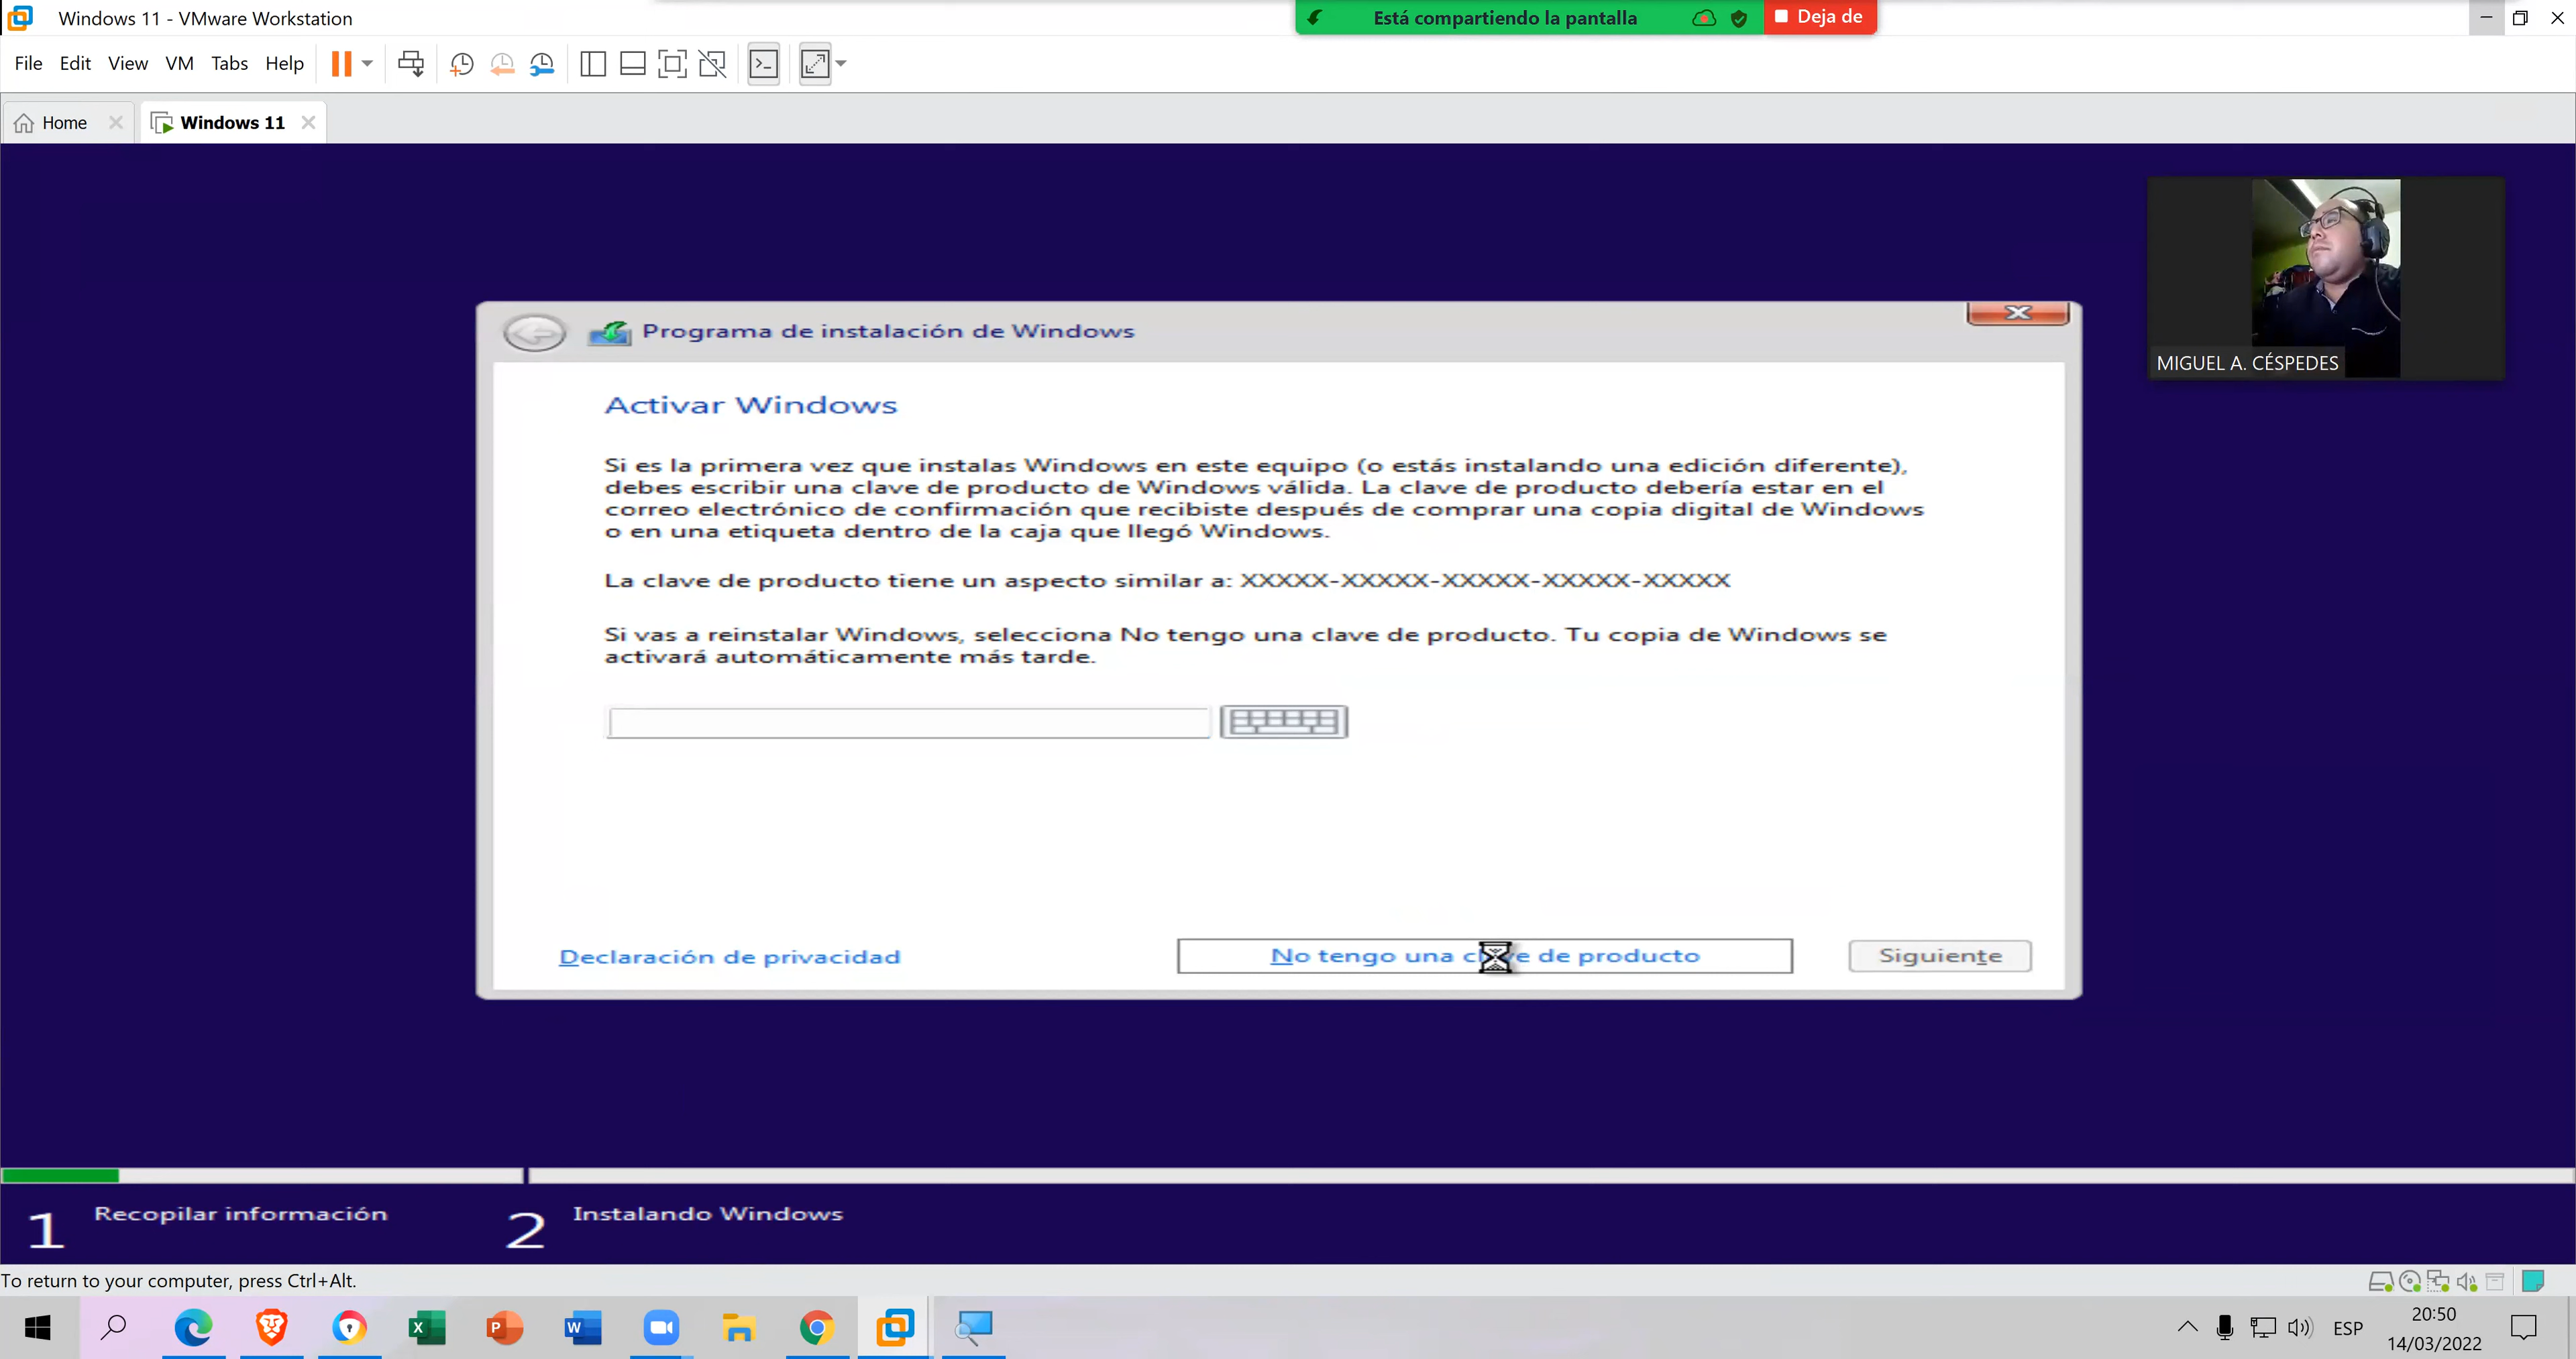 Windows 11 - VMware Workstation
Está compartiendo la pantalla
Deja de
File Edit View VM Tabs Help
Home
Windows 11
MIGUEL A. CÉSPEDES
Programa de instalación de Windows
Activar Windows
Si es la primera vez que instalas Windows en este equipo (o estás instalando una edición diferente),
debes escribir una clave de producto de Windows válida. La clave de producto debería estar en el
correo electrónico de confirmación que recibiste después de comprar una copia digital de Windows
o en una etiqueta dentro de la caja que llegó Windows.
La clave de producto tiene un aspecto similar a: XXXXX-XXXXX-XXXXX-XXXXX-XXXXX
Si vas a reinstalar Windows, selecciona No tengo una clave de producto. Tu copia de Windows se
activará automáticamente más tarde.
Declaración de privacidad
No tengo una clave de producto
Siguiente
1 Recopilar información
2 Instalando Windows
To return to your computer, press Ctrl+Alt.
ESP
20:50
14/03/2022